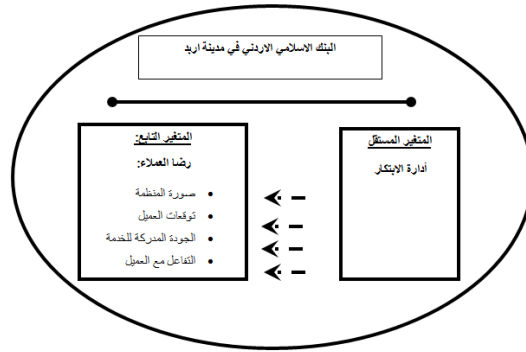 البنك الاسلامي الاردني في مدينة اربد
المتغير المستقل
أدارة الابتكار
المتغير التابع:
رضا العملاء:
• صورة المنظمة
• توقعات العميل
• الجودة المدركة للخدمة
• التفاعل مع العميل